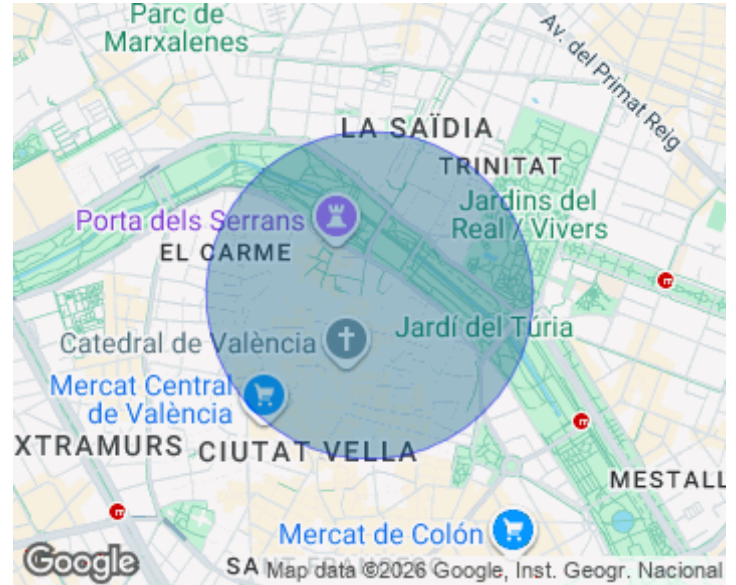 Parc de
Marxalenes
Av. del Primat Reig
LA SAÏDIA
TRINITAT
Jardins del
Real / Vivers
Porta dels Serrans
EL CARME
Catedral de València
Jardí del Túria
Mercat Central
de València
XTRAMURS
CIUTAT VELLA
MESTALL
Mercat de Colón
Google
Map data ©2026 Google, Inst. Geogr. Nacional